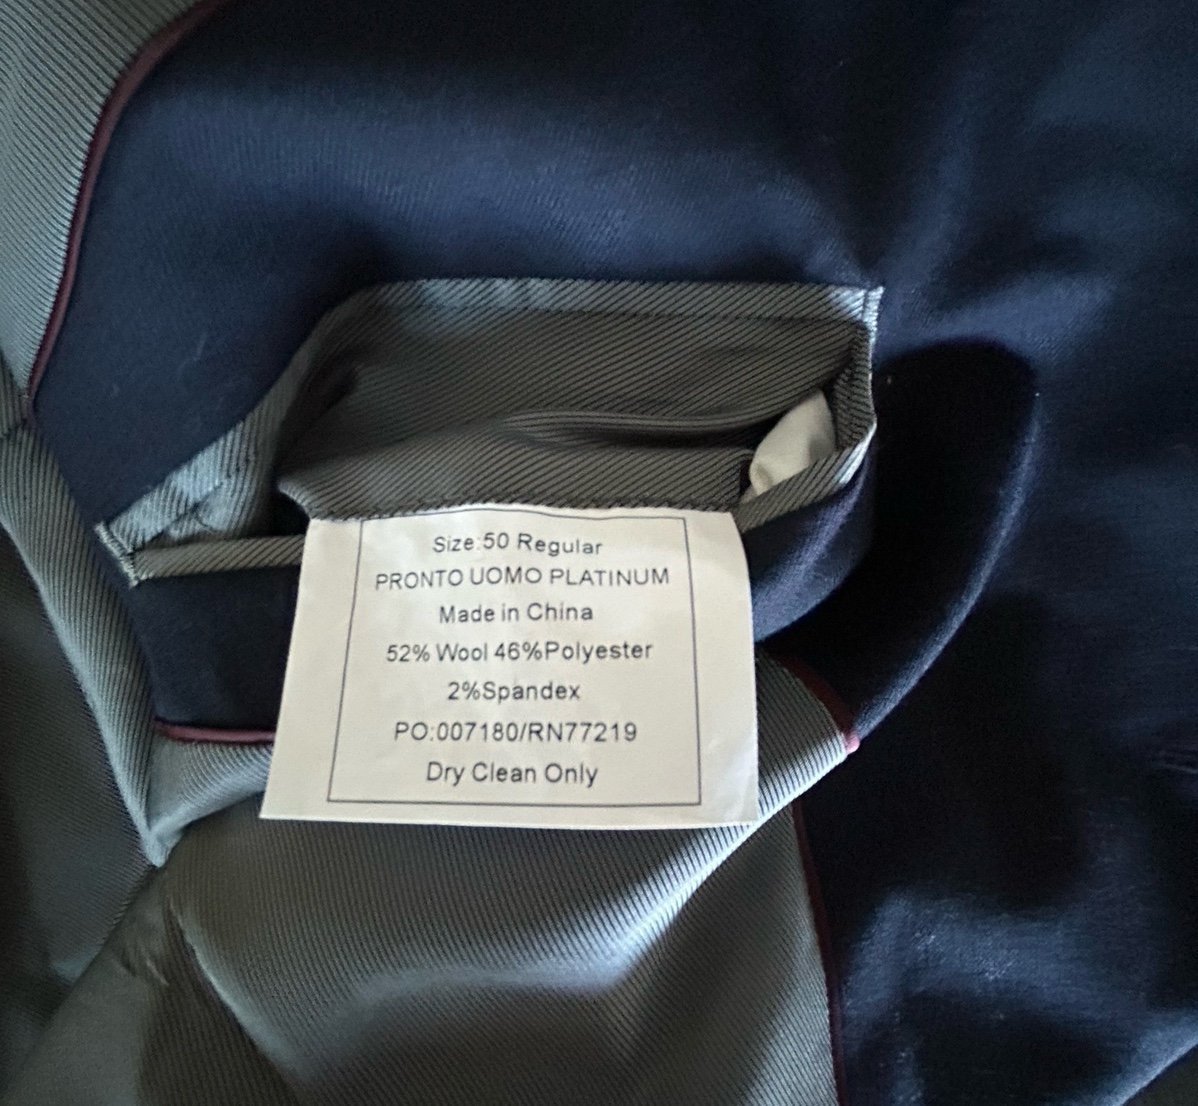 Size:50 Regular
PRONTO UOMO PLATINUM
Made in China
52% Wool 46%Polyester
2%Spandex
PO:007180/RN77219
Dry Clean Only